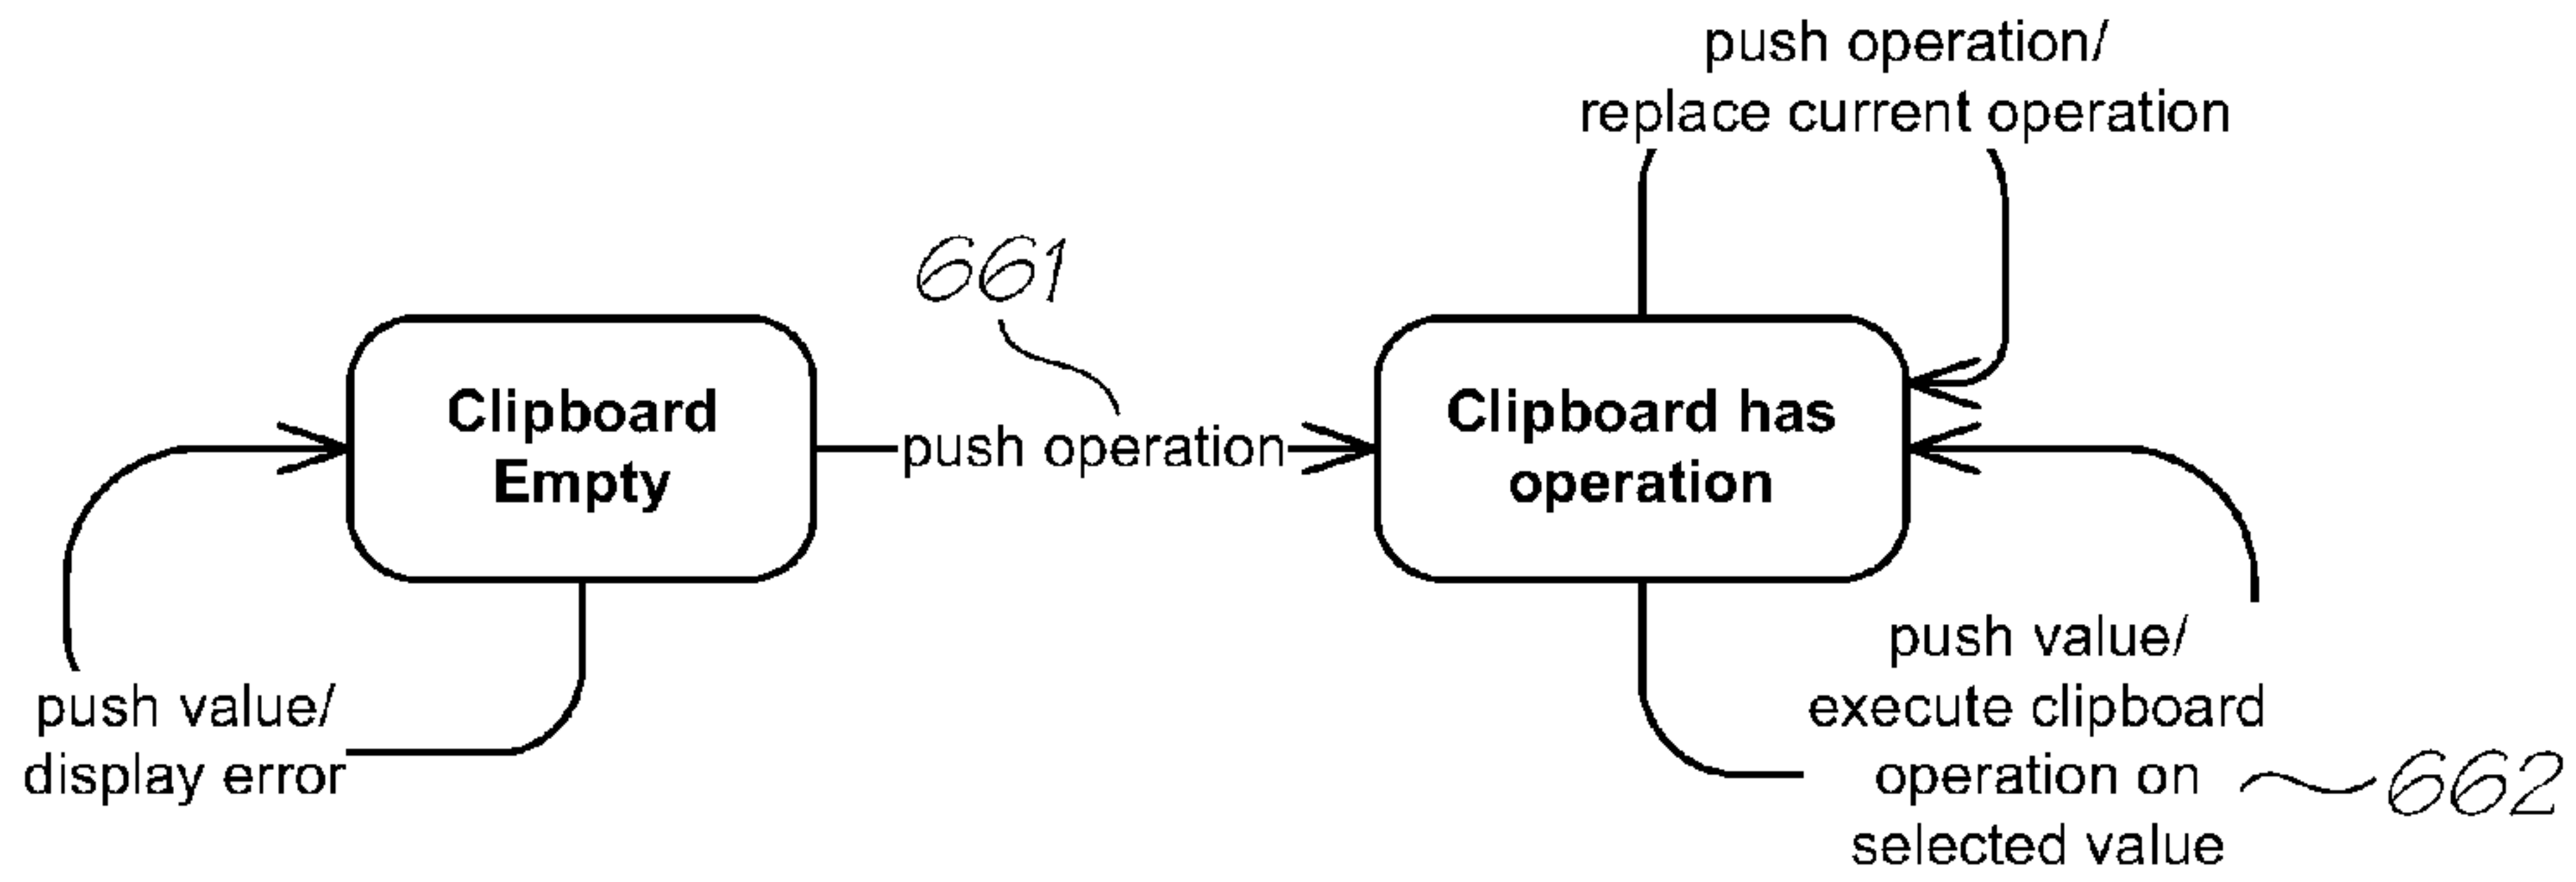 push operation/
replace current operation
661
Clipboard
Empty
push operation
Clipboard has
operation
push value/
display error
push value/
execute clipboard
operation on
selected value
662